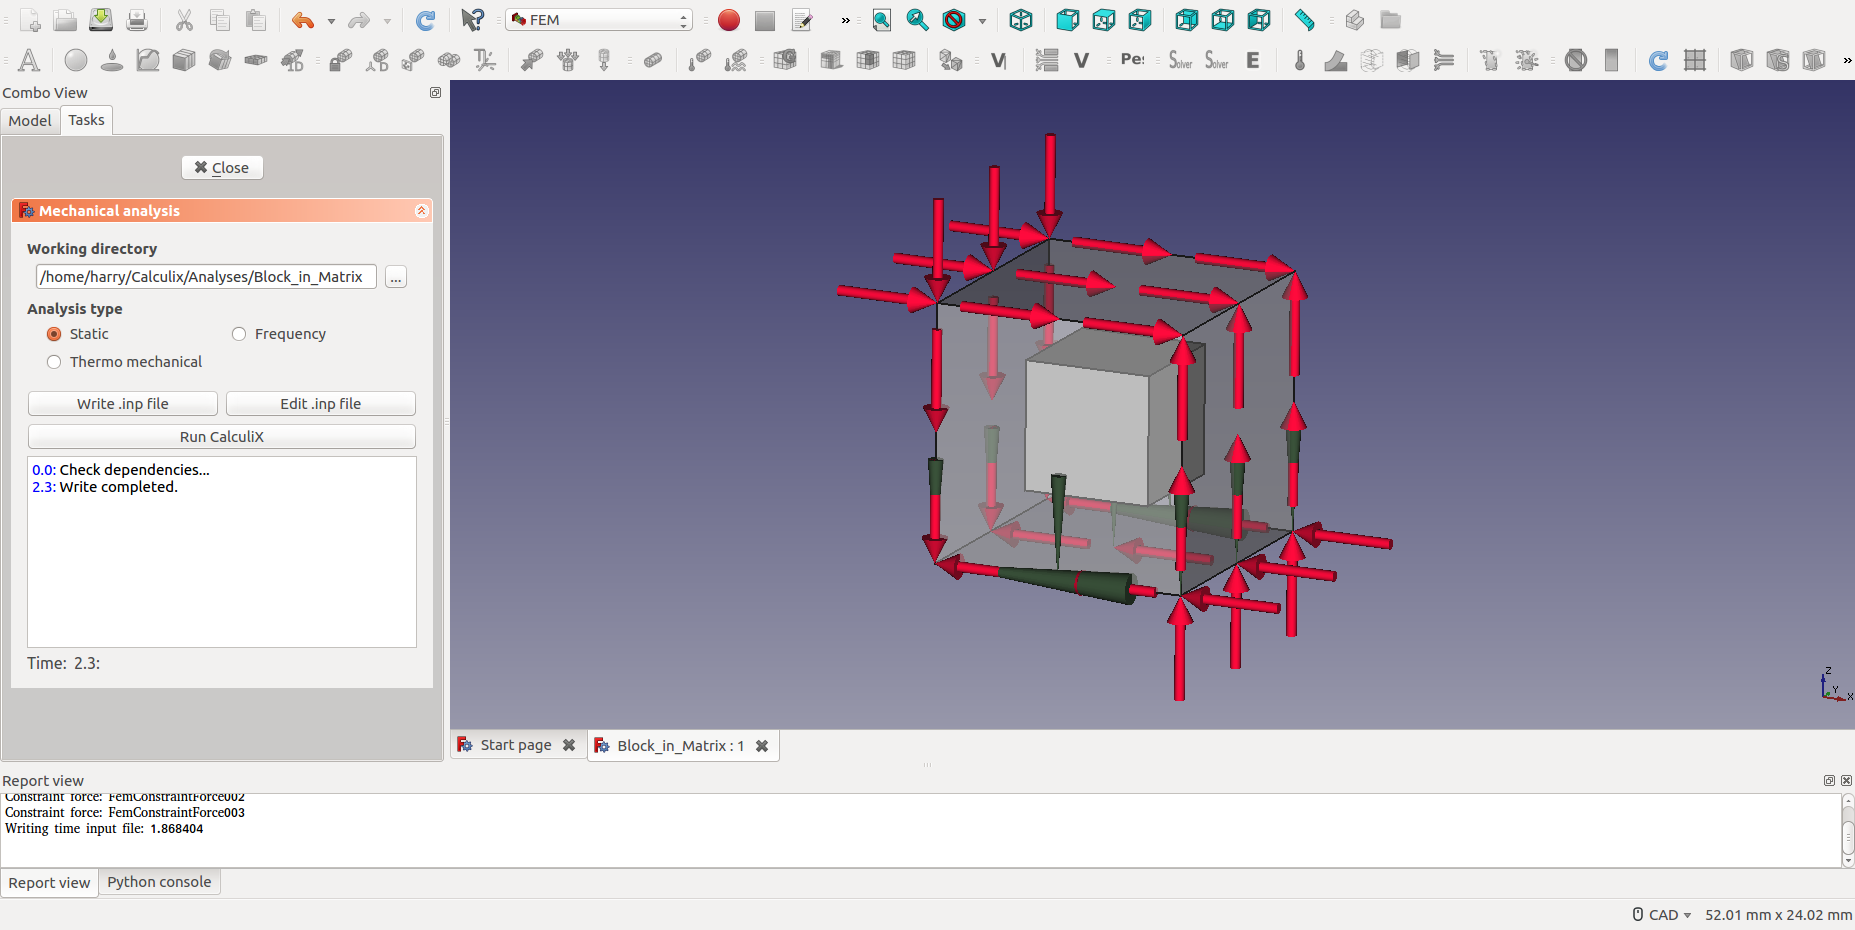 FEM
»
A
V
V
Pe
Solver
Solver
E
»
Combo View
Model
Tasks
Close
Mechanical analysis
Working directory
/home/harry/Calculix/Analyses/Block_in_Matrix
...
Analysis type
Static
Frequency
Thermo mechanical
Write .inp file
Edit .inp file
Run CalculiX
0.0: Check dependencies...
2.3: Write completed.
Time: 2.3:
Z
Y
X
Start page
Block_in_Matrix : 1
Report view
Constraint force: FemConstraintForce002
Constraint force: FemConstraintForce003
Writing time input file: 1.868404
Report view
Python console
CAD
52.01 mm x 24.02 mm